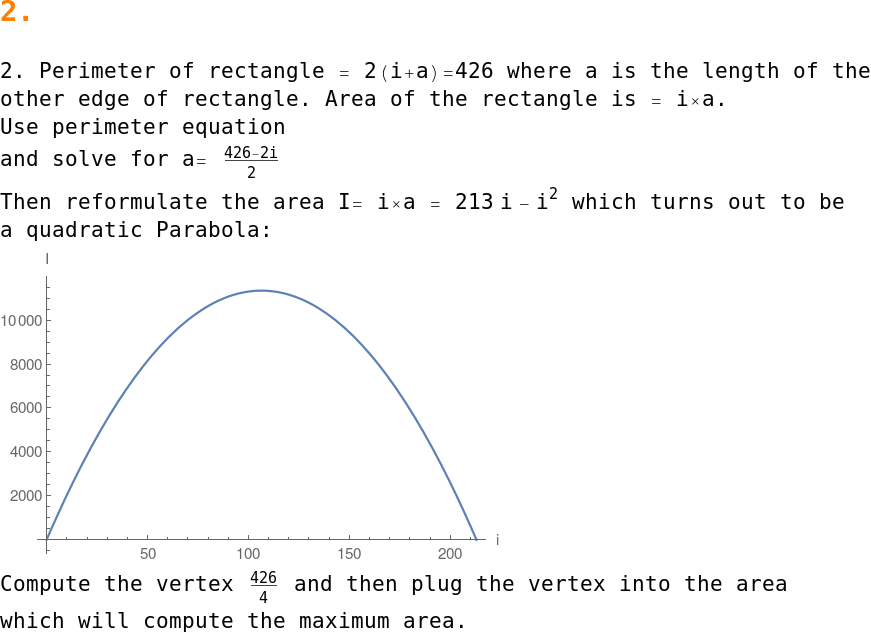 2.
2. Perimeter of rectangle = 2(i+a)=426 where a is the length of the
other edge of rectangle. Area of the rectangle is = i×a.
Use perimeter equation
and solve for a= \frac{426-2i}{2}
Then reformulate the area I= i×a = 213 i - i^2 which turns out to be
a quadratic Parabola:
I
10000
8000
6000
4000
2000
50 100 150 200 i
Compute the vertex \frac{426}{4} and then plug the vertex into the area
which will compute the maximum area.